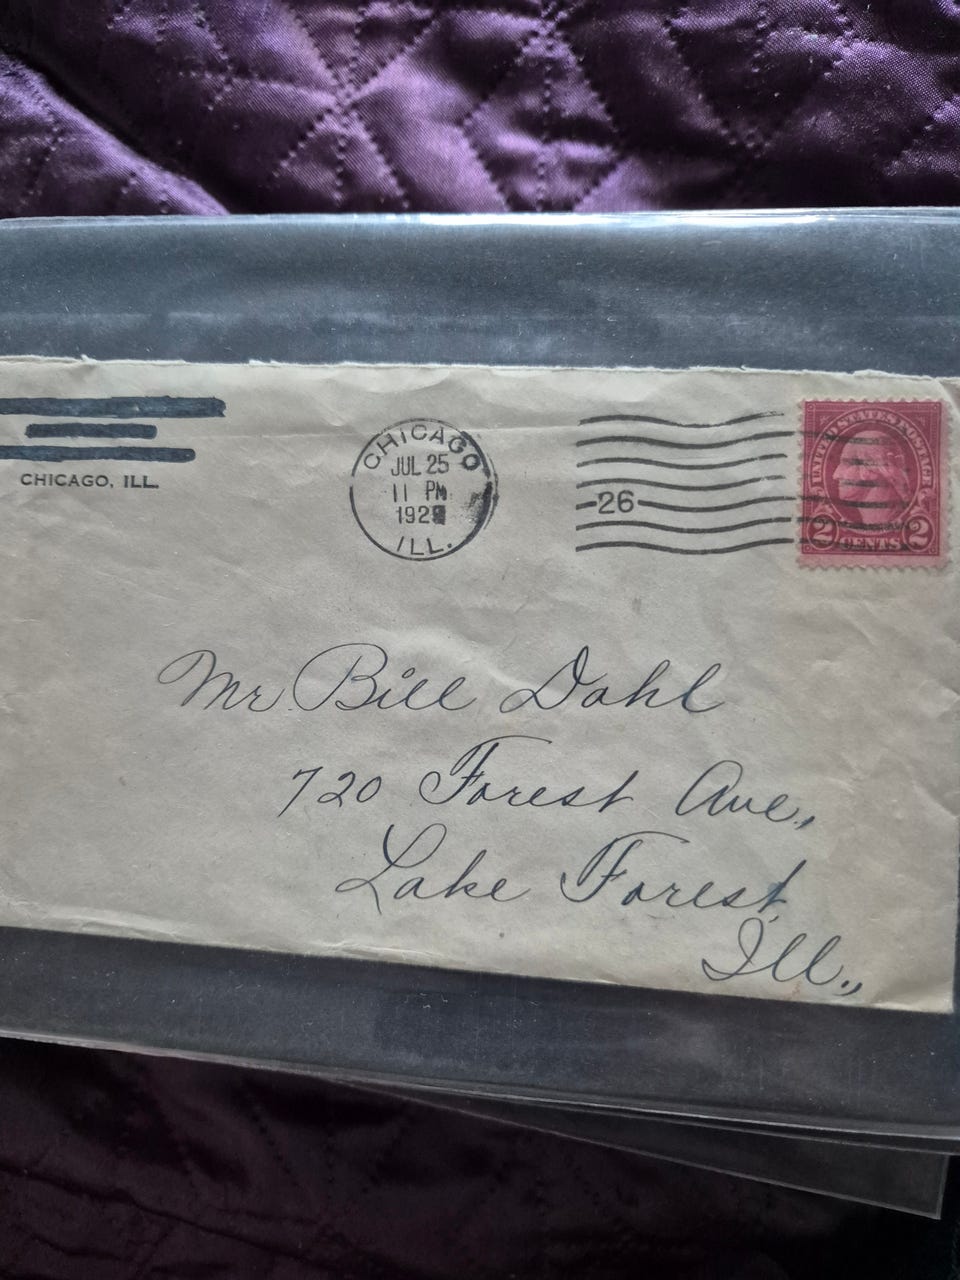 CHICAGO, ILL.
CHICAGO
JUL 25
11 PM
ILL.
26
UNITED STATES POSTAGE
2 CENTS 2
Mr. Bill Dahl
720 Forest Ave.,
Lake Forest,
Ill.,